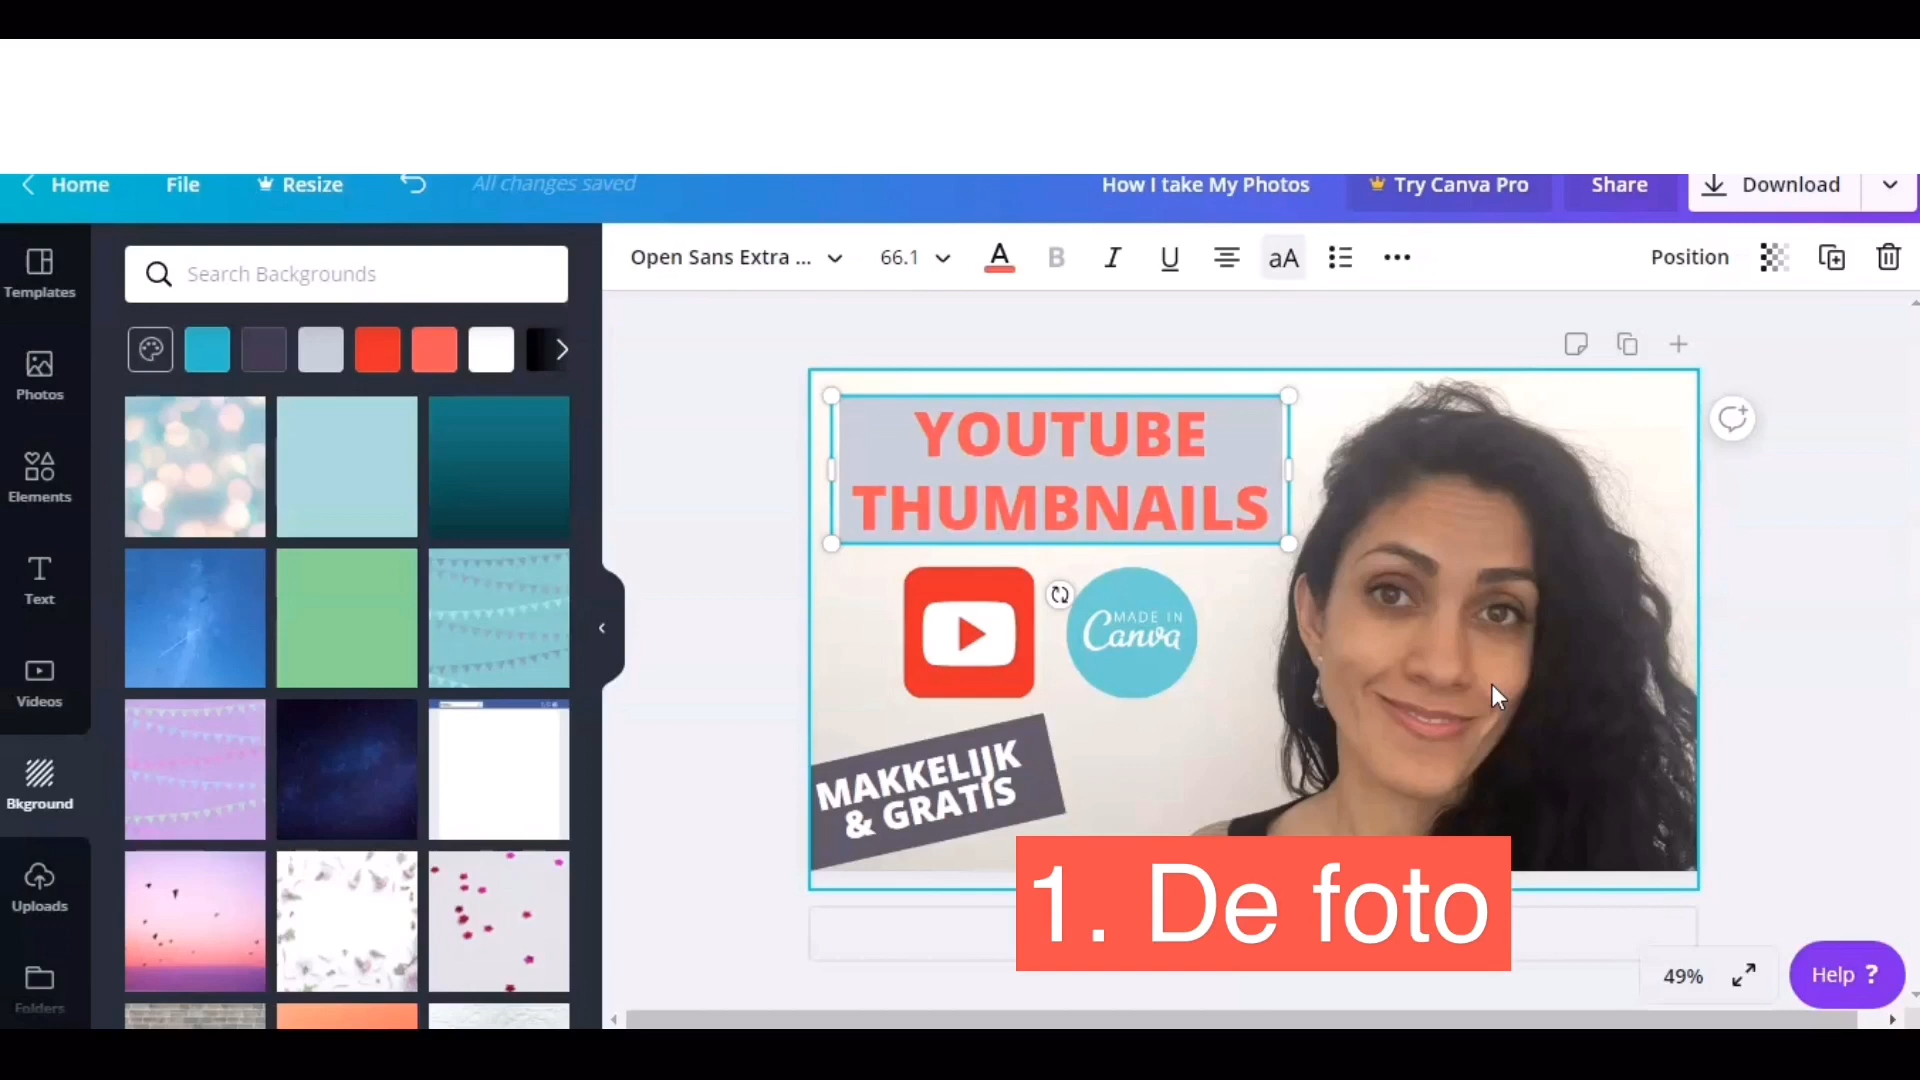 Home
File
Resize
All changes saved
How I take My Photos
Try Canva Pro
Share
Download
Templates
Photos
Elements
Text
Videos
Bkground
Uploads
Folders
Search Backgrounds
Open Sans Extra ...
66.1
A
B
I
U
aA
Position
YOUTUBE
THUMBNAILS
MADE IN
Canva
MAKKELIJK
& GRATIS
1. De foto
49%
Help ?